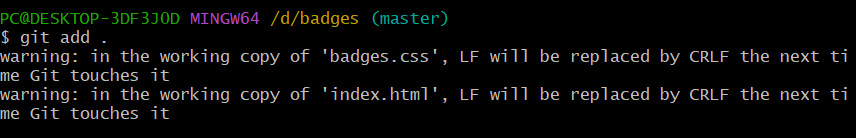 PC@DESKTOP-3DF3JOD MINGW64 /d/badges (master)
$ git add .
warning: in the working copy of 'badges.css', LF will be replaced by CRLF the next ti
me Git touches it
warning: in the working copy of 'index.html', LF will be replaced by CRLF the next ti
me Git touches it